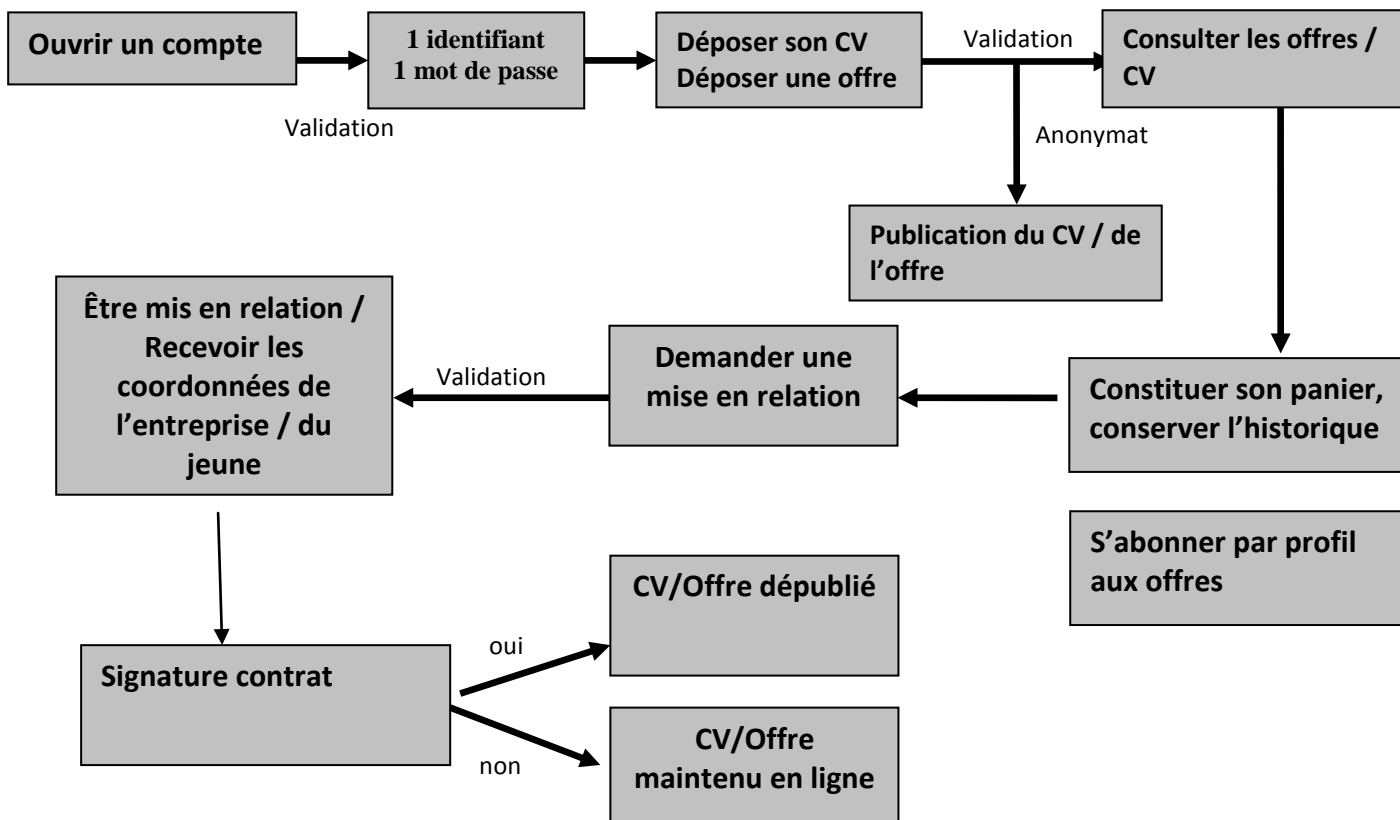 Ouvrir un compte
Validation
1 identifiant
1 mot de passe
Déposer son CV
Déposer une offre
Validation
Anonymat
Consulter les offres /
CV
Publication du CV / de
l’offre
Être mis en relation /
Recevoir les
coordonnées de
l’entreprise / du
jeune
Validation
Demander une
mise en relation
Constituer son panier,
conserver l’historique
S’abonner par profil
aux offres
CV/Offre dépublié
oui
Signature contrat
non
CV/Offre
maintenu en ligne